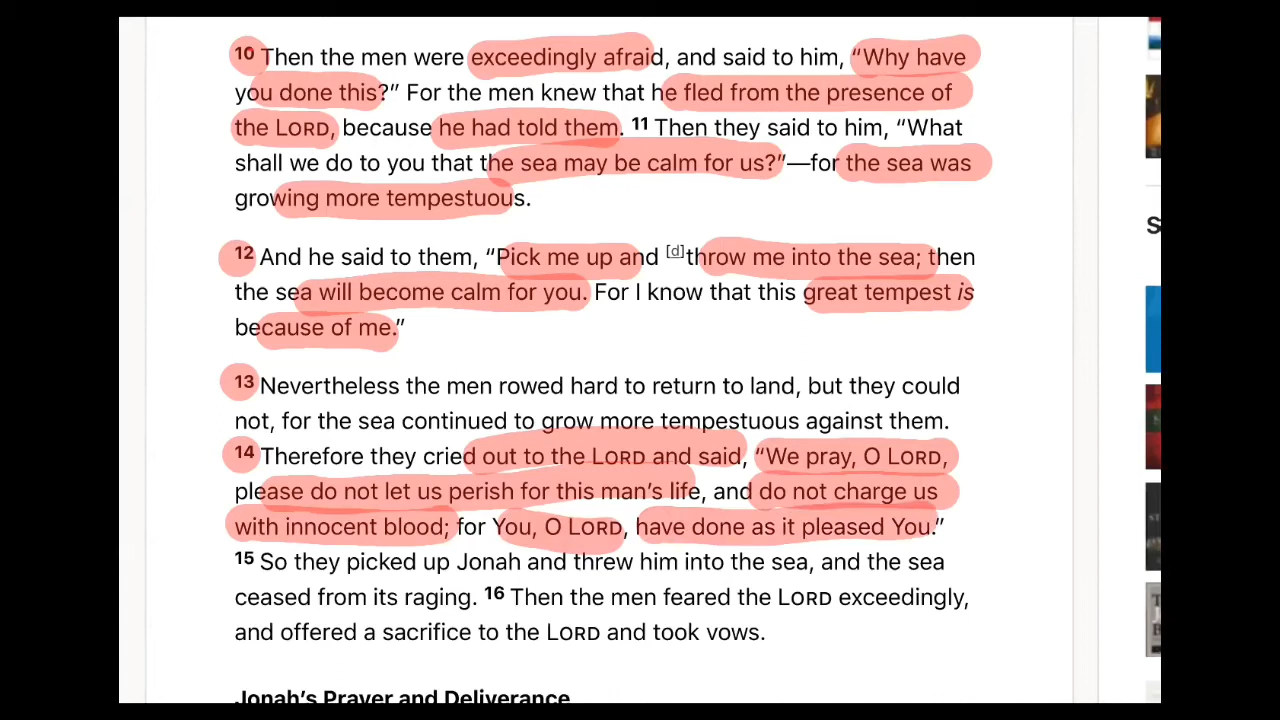 10 Then the men were exceedingly afraid, and said to him, “Why have
you done this?” For the men knew that he fled from the presence of
the LORD, because he had told them. 11 Then they said to him, “What
shall we do to you that the sea may be calm for us?”—for the sea was
growing more tempestuous.
12 And he said to them, “Pick me up and [d]throw me into the sea; then
the sea will become calm for you. For I know that this great tempest is
because of me.”
13 Nevertheless the men rowed hard to return to land, but they could
not, for the sea continued to grow more tempestuous against them.
14 Therefore they cried out to the LORD and said, “We pray, O LORD,
please do not let us perish for this man’s life, and do not charge us
with innocent blood; for You, O LORD, have done as it pleased You.”
15 So they picked up Jonah and threw him into the sea, and the sea
ceased from its raging. 16 Then the men feared the LORD exceedingly,
and offered a sacrifice to the LORD and took vows.
Jonah’s Prayer and Deliverance
S